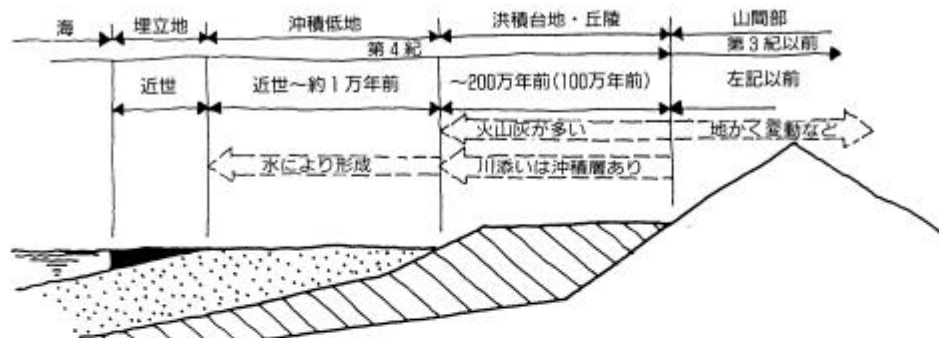 海 埋立地 沖積低地 洪積台地・丘陵 山間部
第4紀 第3紀以前
近世 近世～約1万年前 ～200万年前(100万年前) 左記以前
火山灰が多い 地かく変動など
水により形成 川添いは沖積層あり